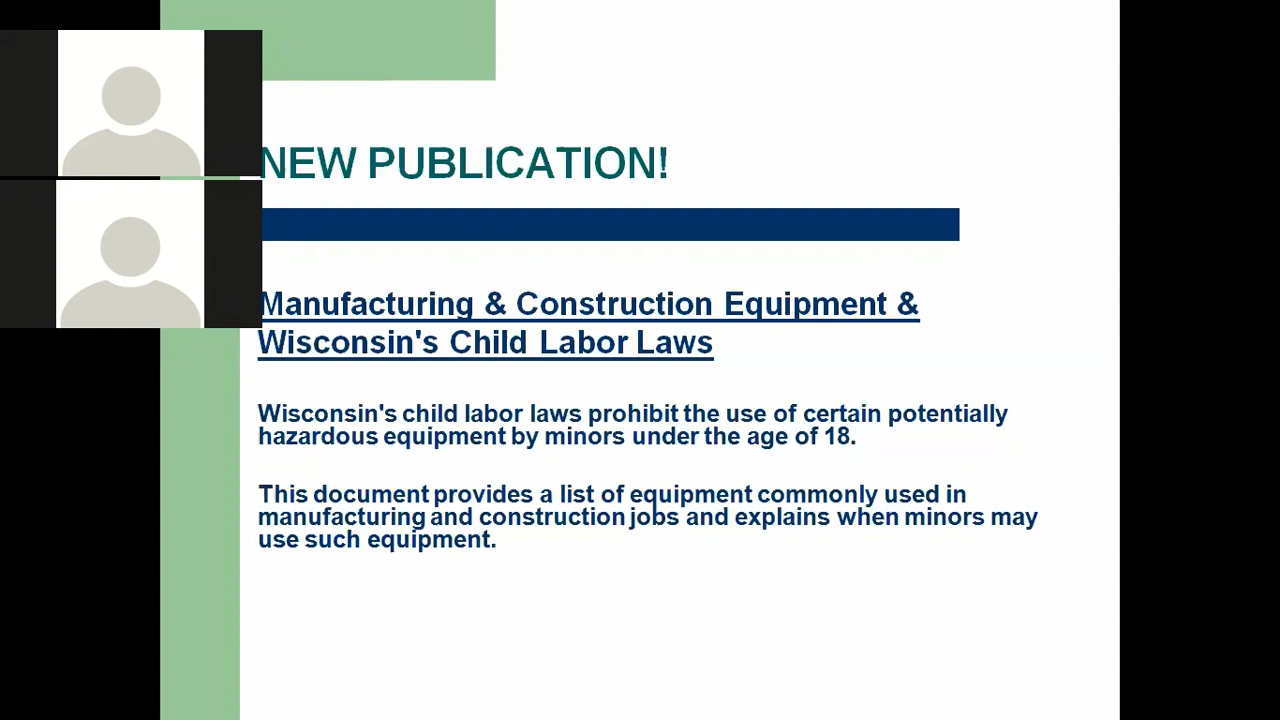 NEW PUBLICATION!
Manufacturing & Construction Equipment &
Wisconsin's Child Labor Laws
Wisconsin's child labor laws prohibit the use of certain potentially
hazardous equipment by minors under the age of 18.
This document provides a list of equipment commonly used in
manufacturing and construction jobs and explains when minors may
use such equipment.